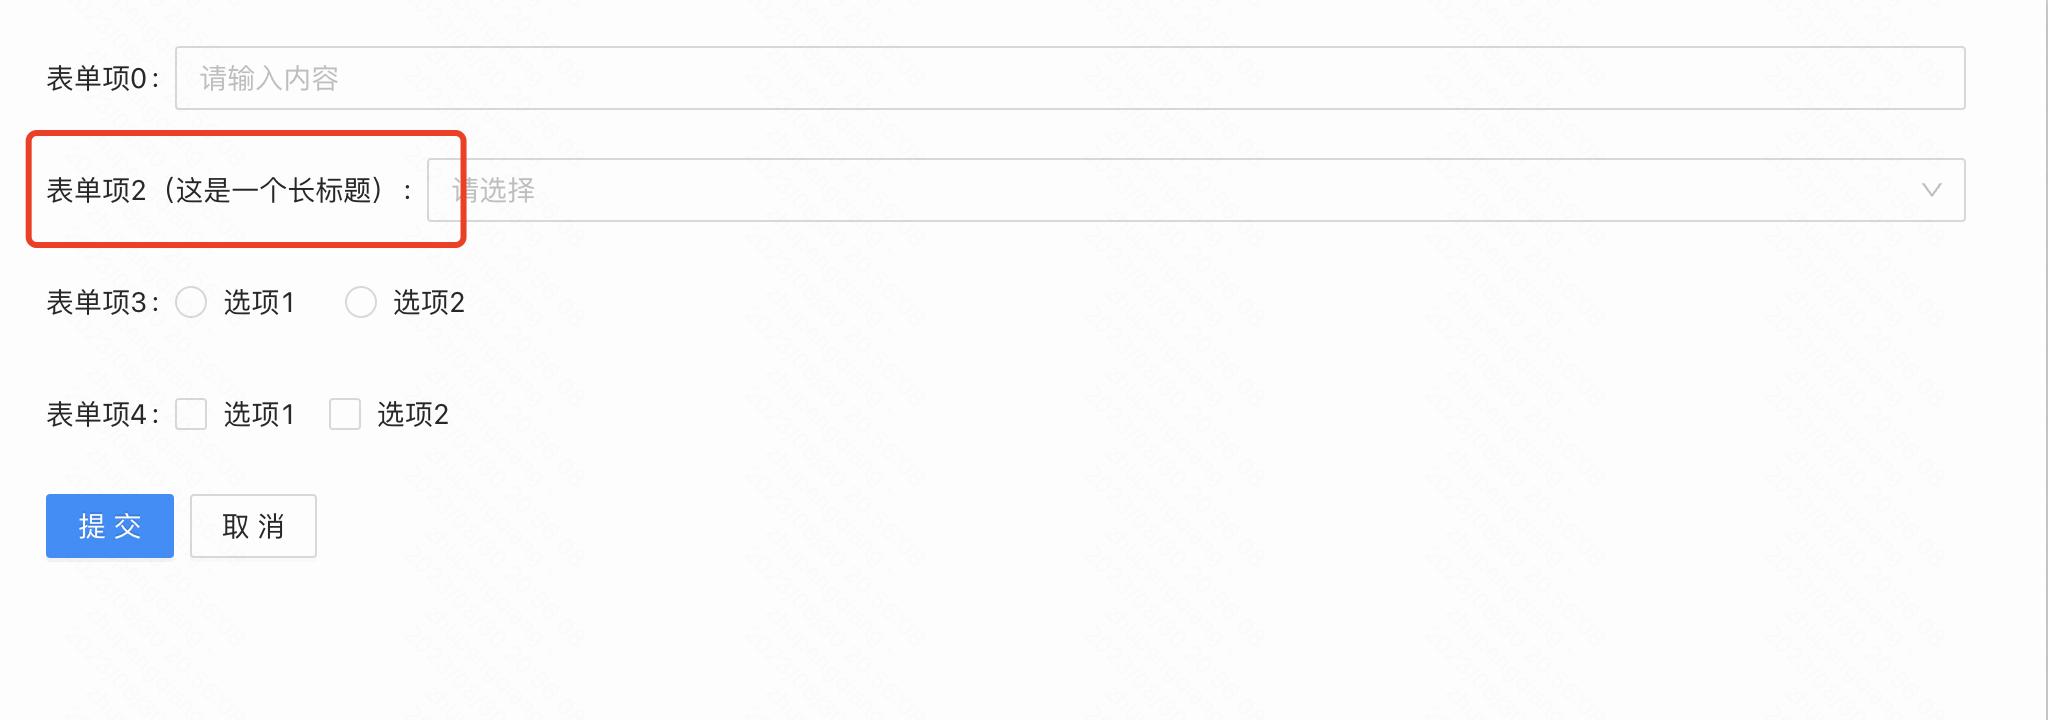 表单项0: 请输入内容
表单项2（这是一个长标题）: 请选择
表单项3: 选项1 选项2
表单项4: 选项1 选项2
提交 取消